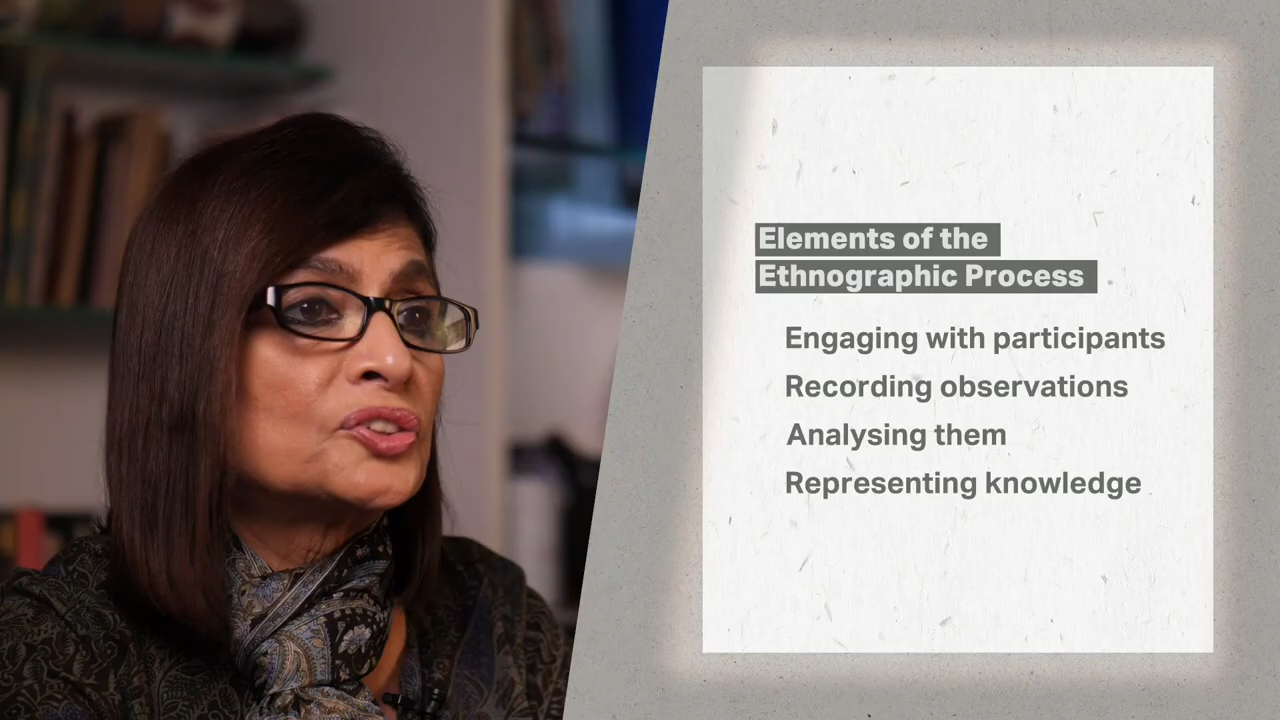 Elements of the
Ethnographic Process
Engaging with participants
Recording observations
Analysing them
Representing knowledge